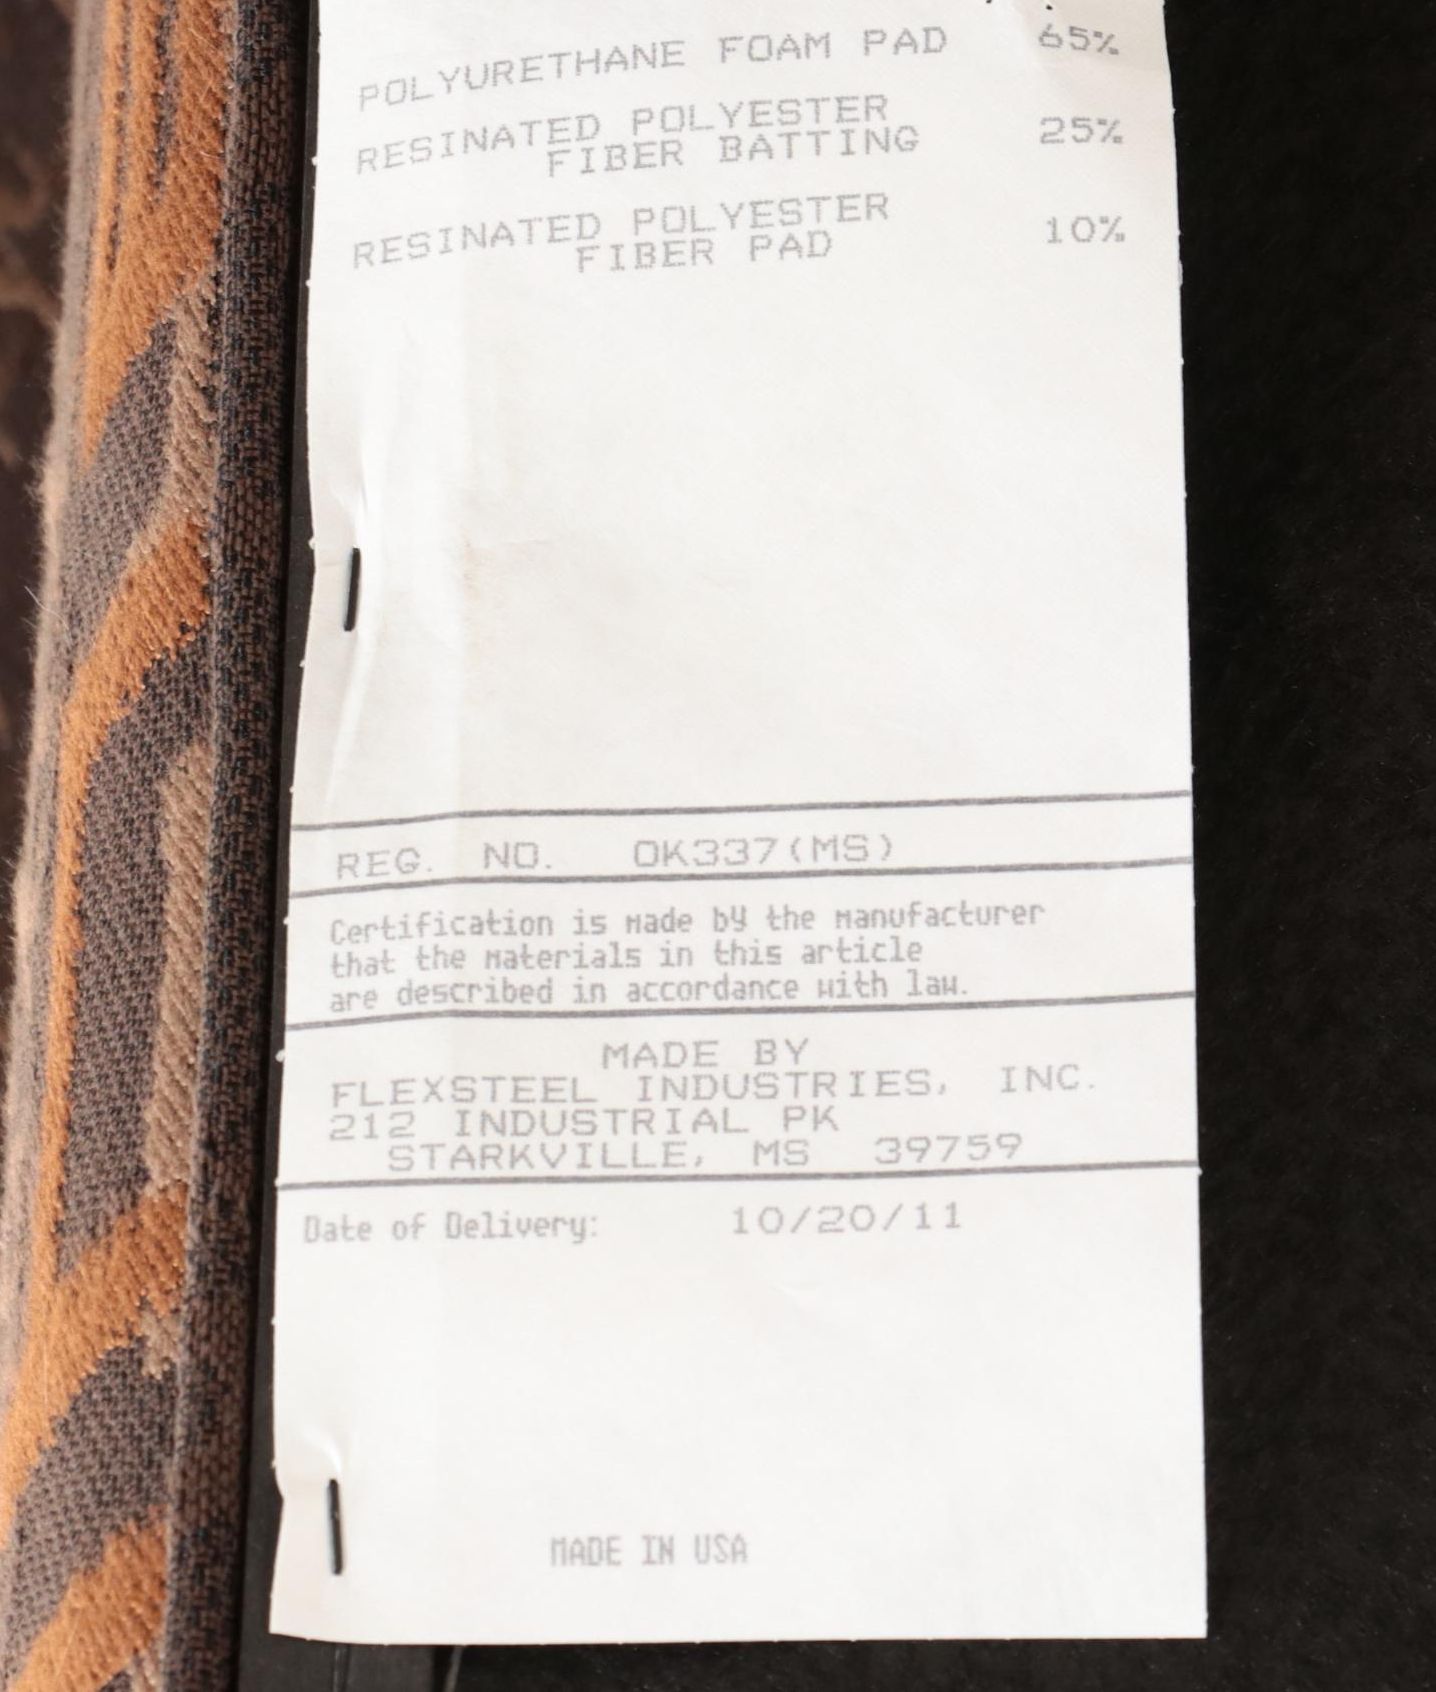 POLYURETHANE FOAM PAD 65%
RESINATED POLYESTER
FIBER BATTING 25%
RESINATED POLYESTER
FIBER PAD 10%
REG. NO. OK337(MS)
Certification is made by the manufacturer
that the materials in this article
are described in accordance with law.
MADE BY
FLEXSTEEL INDUSTRIES, INC.
212 INDUSTRIAL PK
STARKVILLE, MS 39759
Date of Delivery: 10/20/11
MADE IN USA